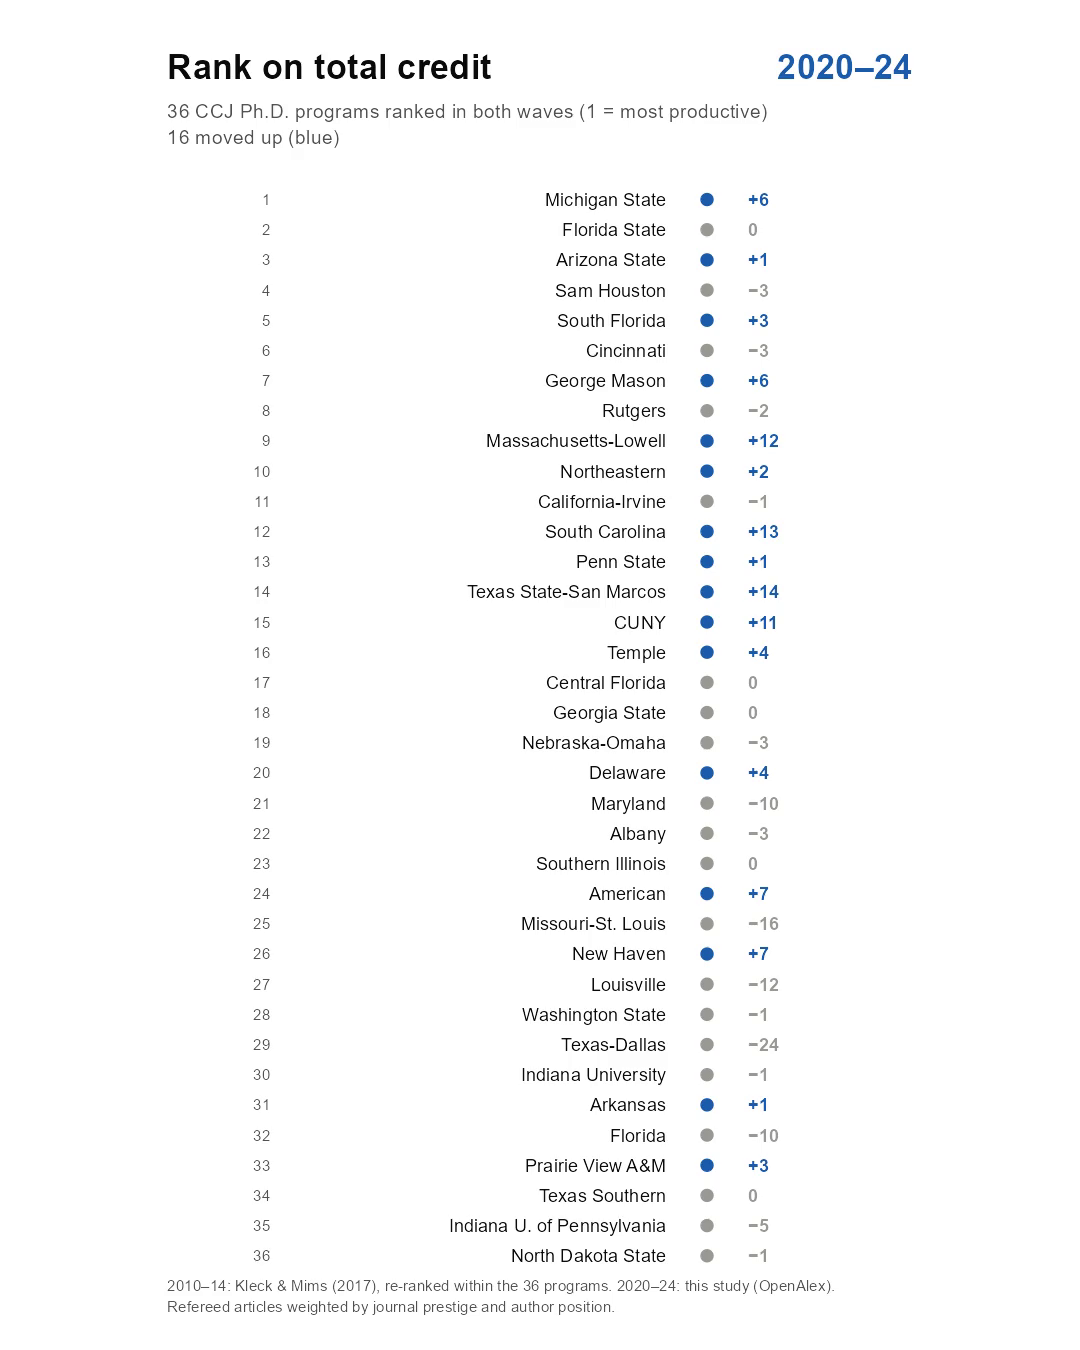 Rank on total credit 2020–24
36 CCJ Ph.D. programs ranked in both waves (1 = most productive)
16 moved up (blue)
1 Michigan State +6
2 Florida State 0
3 Arizona State +1
4 Sam Houston −3
5 South Florida +3
6 Cincinnati −3
7 George Mason +6
8 Rutgers −2
9 Massachusetts-Lowell +12
10 Northeastern +2
11 California-Irvine −1
12 South Carolina +13
13 Penn State +1
14 Texas State-San Marcos +14
15 CUNY +11
16 Temple +4
17 Central Florida 0
18 Georgia State 0
19 Nebraska-Omaha −3
20 Delaware +4
21 Maryland −10
22 Albany −3
23 Southern Illinois 0
24 American +7
25 Missouri-St. Louis −16
26 New Haven +7
27 Louisville −12
28 Washington State −1
29 Texas-Dallas −24
30 Indiana University −1
31 Arkansas +1
32 Florida −10
33 Prairie View A&M +3
34 Texas Southern 0
35 Indiana U. of Pennsylvania −5
36 North Dakota State −1
2010–14: Kleck & Mims (2017), re-ranked within the 36 programs. 2020–24: this study (OpenAlex).
Refereed articles weighted by journal prestige and author position.